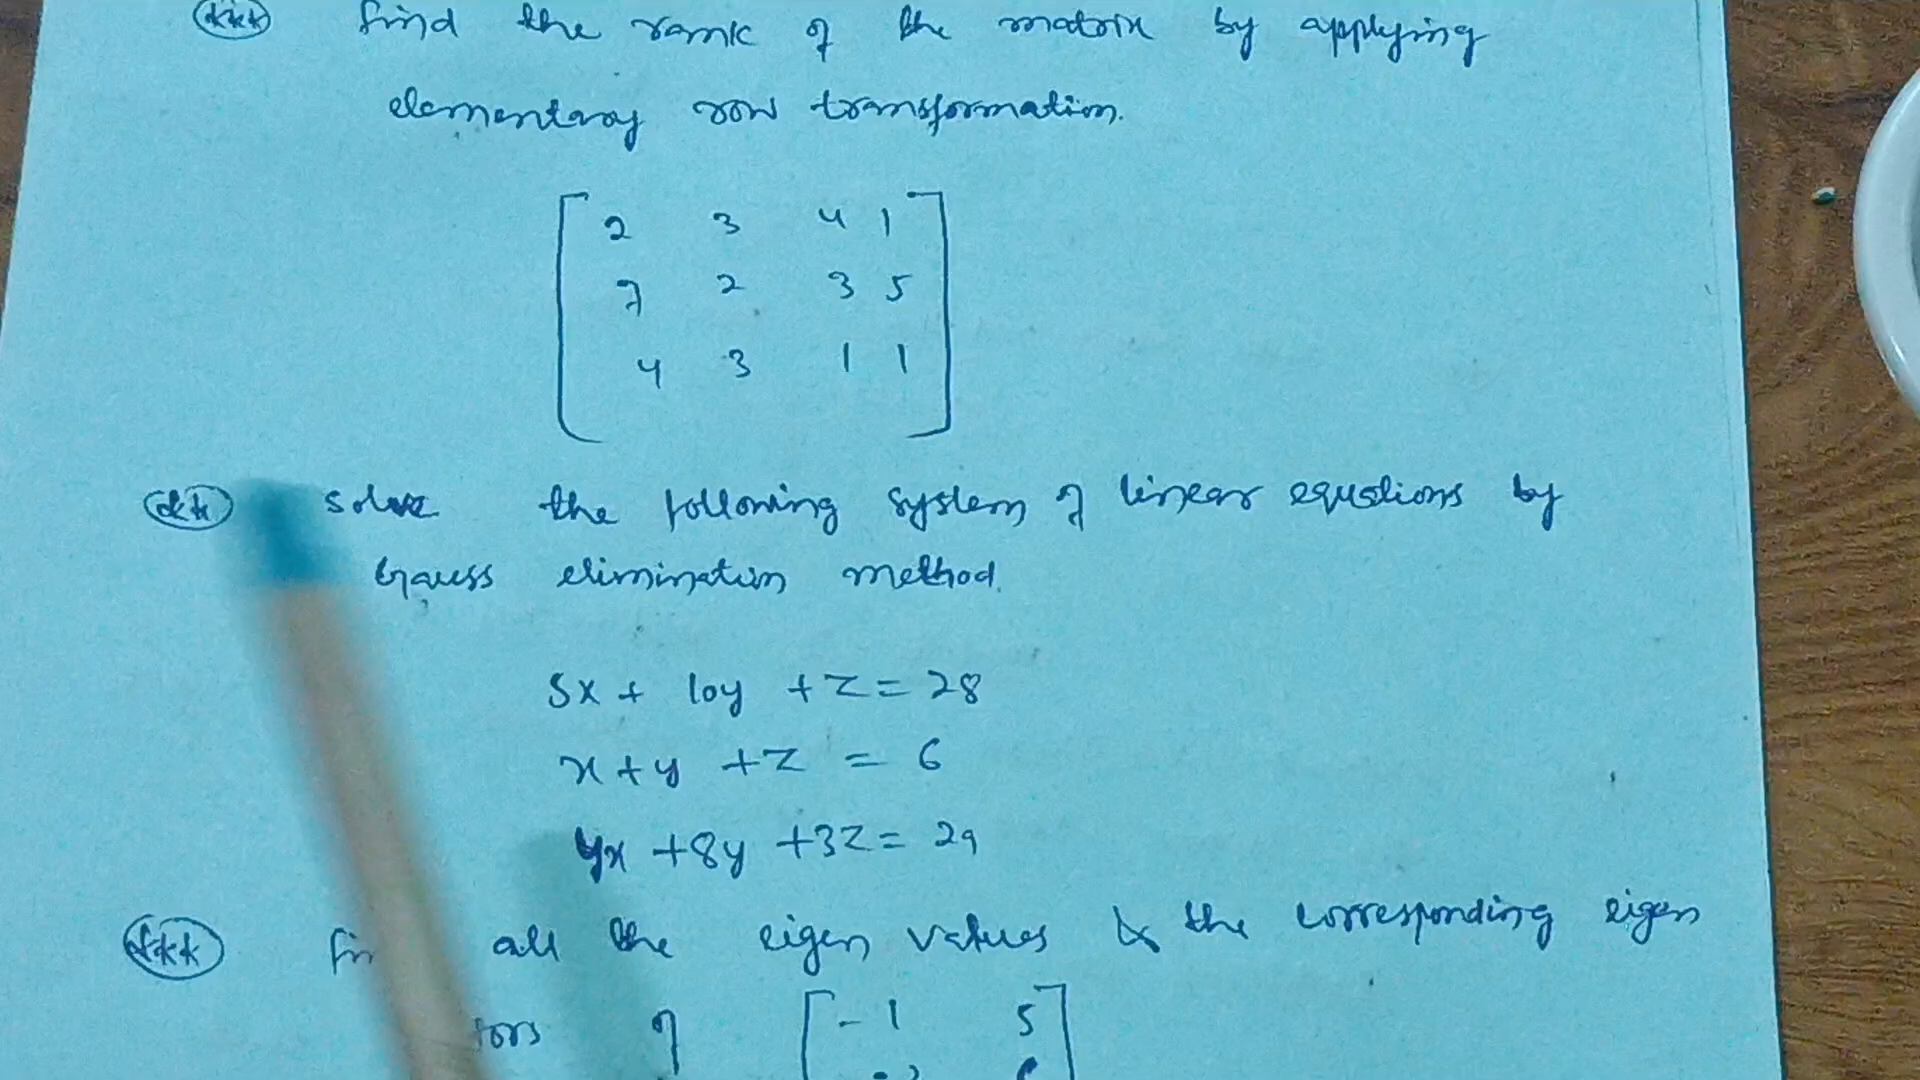 find the rank of the matrix by applying
elementray row transformation.
2 3 4 1
7 2 3 5
4 3 1 1
solve the following system of linear equations by
Gauss elimination method.
5x + 10y + z = 28
x + y + z = 6
4x + 8y + 3z = 29
all the eigen values & the corresponding eigen
of
-1 5